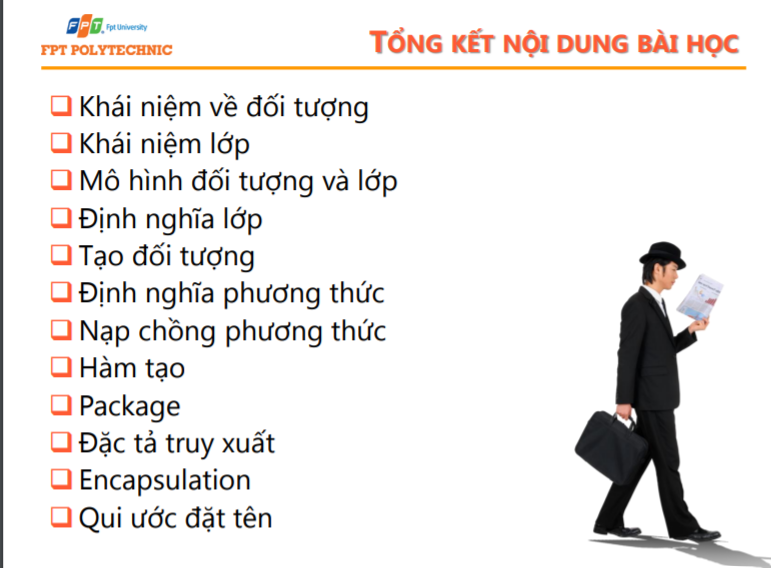 FPT. Fpt University
FPT POLYTECHNIC
TỔNG KẾT NỘI DUNG BÀI HỌC
Khái niệm về đối tượng
Khái niệm lớp
Mô hình đối tượng và lớp
Định nghĩa lớp
Tạo đối tượng
Định nghĩa phương thức
Nạp chồng phương thức
Hàm tạo
Package
Đặc tả truy xuất
Encapsulation
Qui ước đặt tên